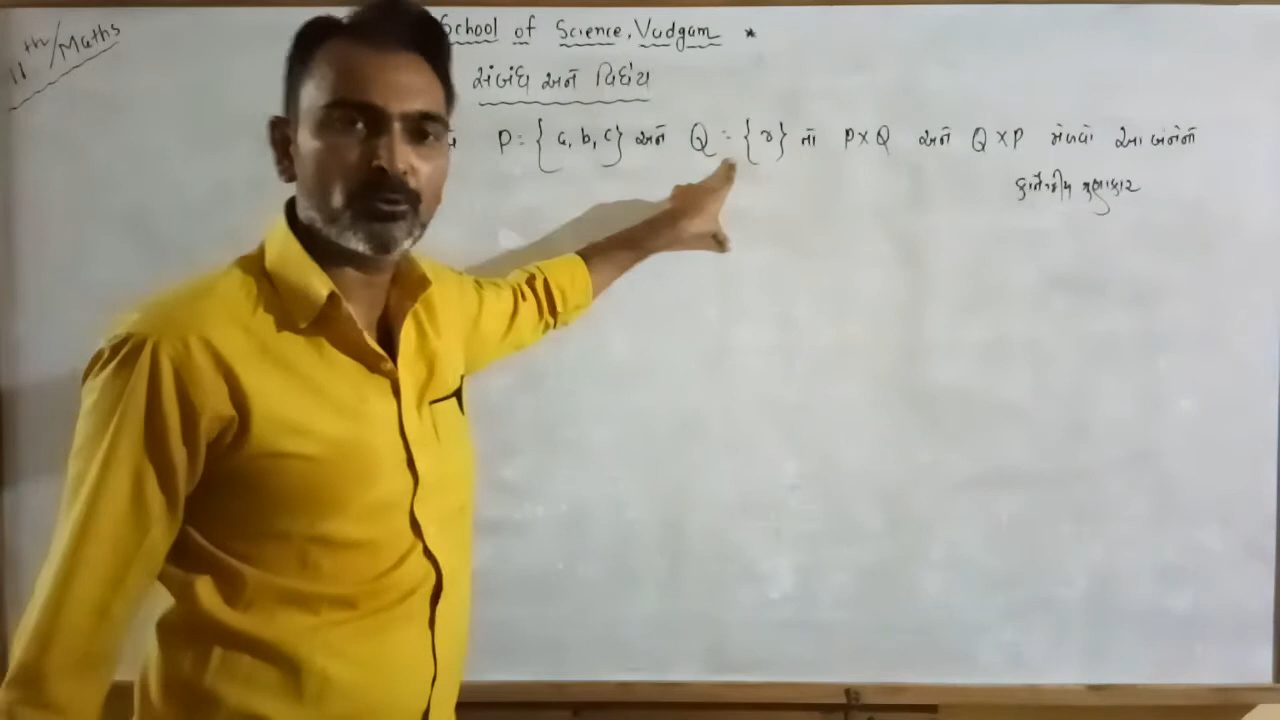 11th/Maths
School of Science, Vadgam *
સંબંધ અને વિધેય
P = {a, b, c} અને Q = {r} તો P×Q અને Q×P મેળવો આ બંનેનો
કાર્તેઝીય ગુણાકાર